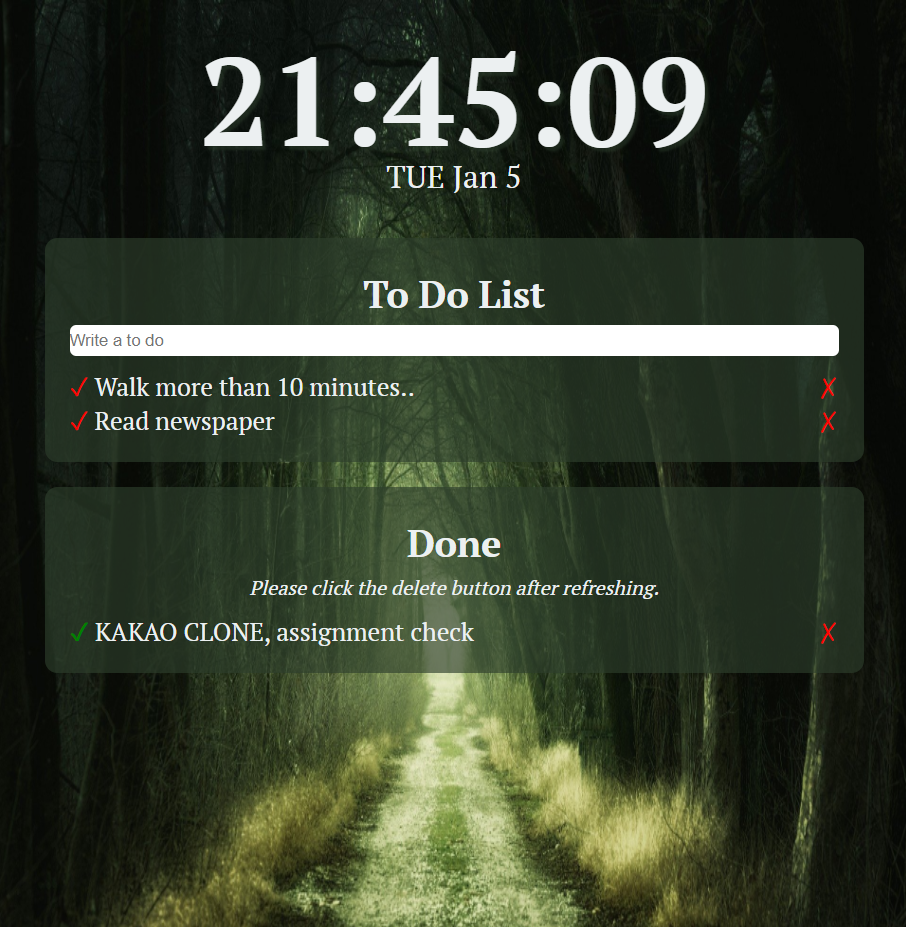 21:45:09
TUE Jan 5
To Do List
Write a to do
✓ Walk more than 10 minutes.. ✗
✓ Read newspaper ✗
Done
Please click the delete button after refreshing.
✓ KAKAO CLONE, assignment check ✗